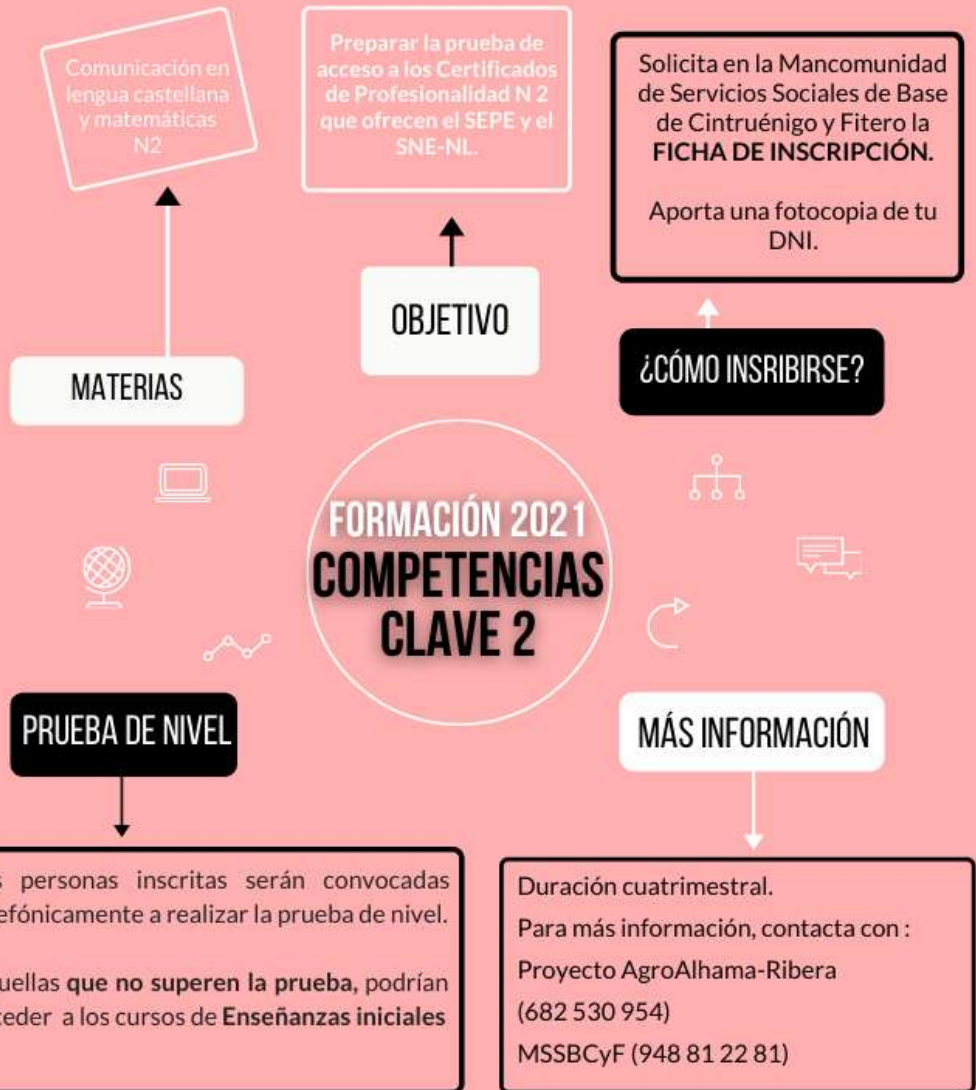 Comunicación en
lengua castellana
y matemáticas
N2
Preparar la prueba de
acceso a los Certificados
de Profesionalidad N 2
que ofrecen el SEPE y el
SNE-NL.
Solicita en la Mancomunidad
de Servicios Sociales de Base
de Cintruénigo y Fitero la
FICHA DE INSCRIPCIÓN.
Aporta una fotocopia de tu
DNI.
MATERIAS
OBJETIVO
¿CÓMO INSRIBIRSE?
FORMACIÓN 2021
COMPETENCIAS
CLAVE 2
PRUEBA DE NIVEL
MÁS INFORMACIÓN
personas inscritas serán convocadas
a realizar la prueba de nivel.
que no superen la prueba, podrían
a los cursos de Enseñanzas iniciales
Duración cuatrimestral.
Para más información, contacta con :
Proyecto AgroAlhama-Ribera
(682 530 954)
MSSBCyF (948 81 22 81)